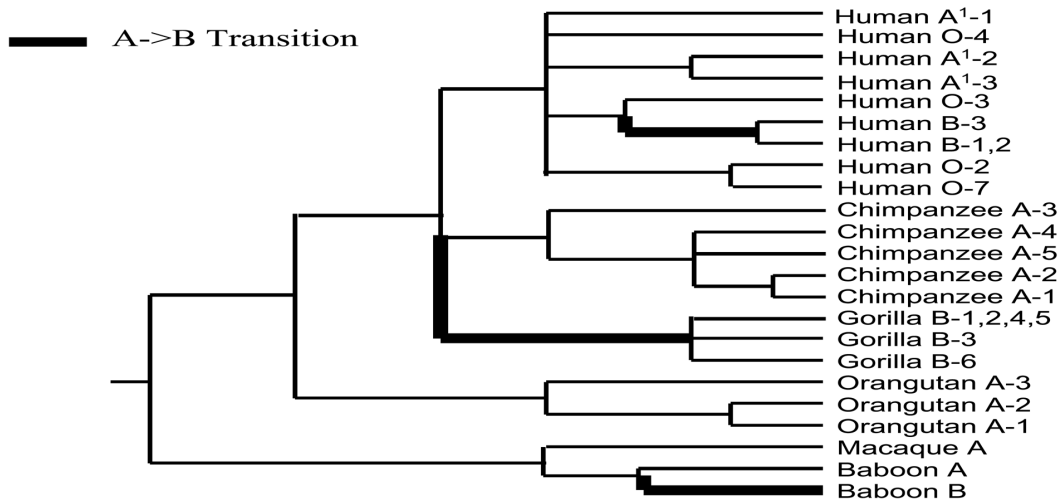 A->B Transition
Human A¹-1
Human O-4
Human A¹-2
Human A¹-3
Human O-3
Human B-3
Human B-1,2
Human O-2
Human O-7
Chimpanzee A-3
Chimpanzee A-4
Chimpanzee A-5
Chimpanzee A-2
Chimpanzee A-1
Gorilla B-1,2,4,5
Gorilla B-3
Gorilla B-6
Orangutan A-3
Orangutan A-2
Orangutan A-1
Macaque A
Baboon A
Baboon B